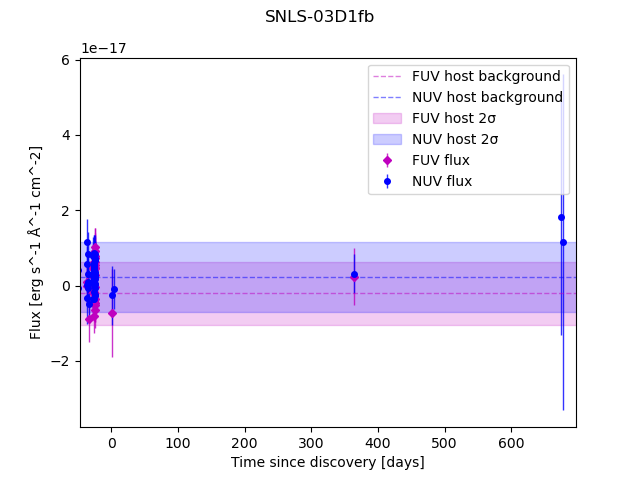 SNLS-03D1fb
1e−17
6
4
2
0
−2
Flux [erg s^-1 Å^-1 cm^-2]
FUV host background
NUV host background
FUV host 2σ
NUV host 2σ
FUV flux
NUV flux
0 100 200 300 400 500 600
Time since discovery [days]